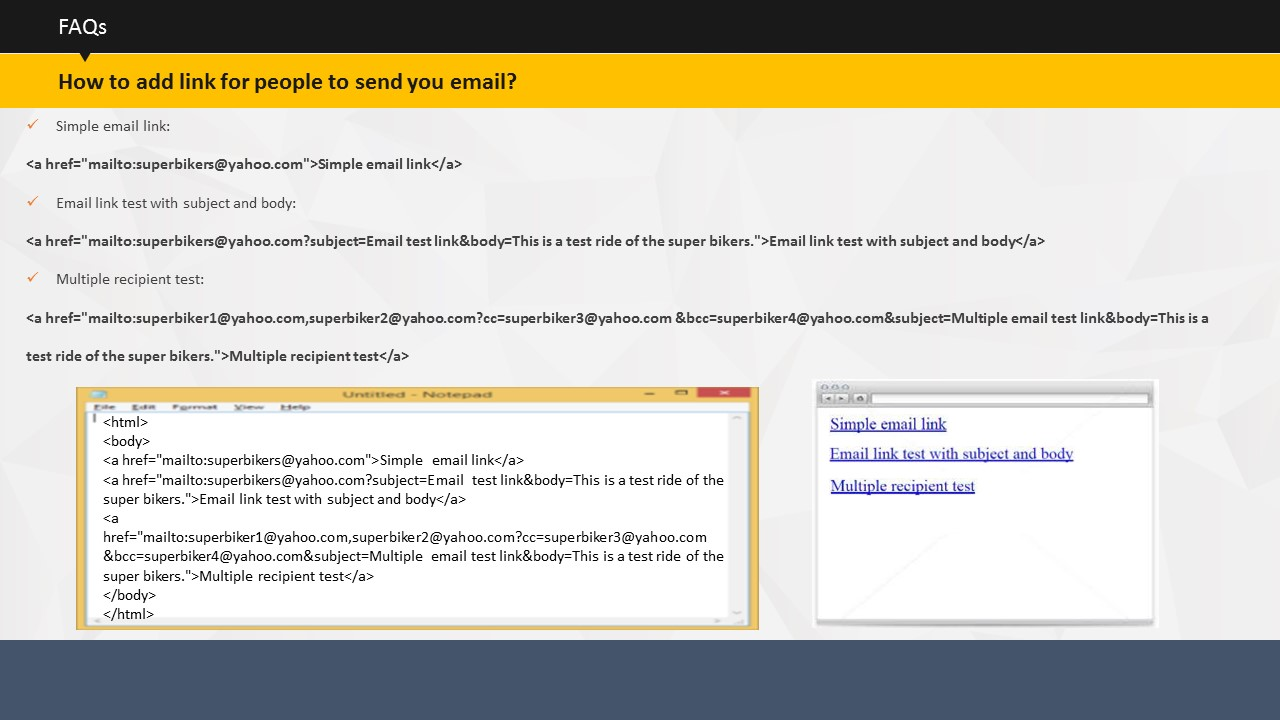 FAQs
How to add link for people to send you email?
Simple email link:
<a href="mailto:superbikers@yahoo.com">Simple email link</a>
Email link test with subject and body:
<a href="mailto:superbikers@yahoo.com?subject=Email test link&body=This is a test ride of the super bikers.">Email link test with subject and body</a>
Multiple recipient test:
<a href="mailto:superbiker1@yahoo.com,superbiker2@yahoo.com?cc=superbiker3@yahoo.com &bcc=superbiker4@yahoo.com&subject=Multiple email test link&body=This is a
test ride of the super bikers.">Multiple recipient test</a>
Untitled - Notepad
File Edit Format View Help
<html>
<body>
<a href="mailto:superbikers@yahoo.com">Simple email link</a>
<a href="mailto:superbikers@yahoo.com?subject=Email test link&body=This is a test ride of the
super bikers.">Email link test with subject and body</a>
<a
href="mailto:superbiker1@yahoo.com,superbiker2@yahoo.com?cc=superbiker3@yahoo.com
&bcc=superbiker4@yahoo.com&subject=Multiple email test link&body=This is a test ride of the
super bikers.">Multiple recipient test</a>
</body>
</html>
Simple email link
Email link test with subject and body
Multiple recipient test